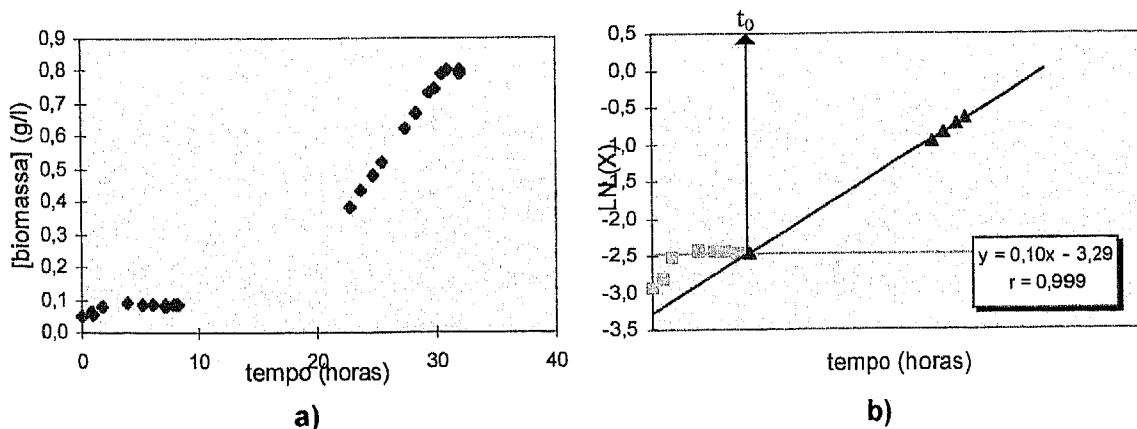 [biomassa] (g/l)
0,9
0,8
0,7
0,6
0,5
0,4
0,3
0,2
0,1
0,0
0
10
20
30
40
tempo (horas)
a)
t₀
LN (X)
0,5
0,0
-0,5
-1,0
-1,5
-2,0
-2,5
-3,0
-3,5
y = 0,10x - 3,29
r = 0,999
tempo (horas)
b)